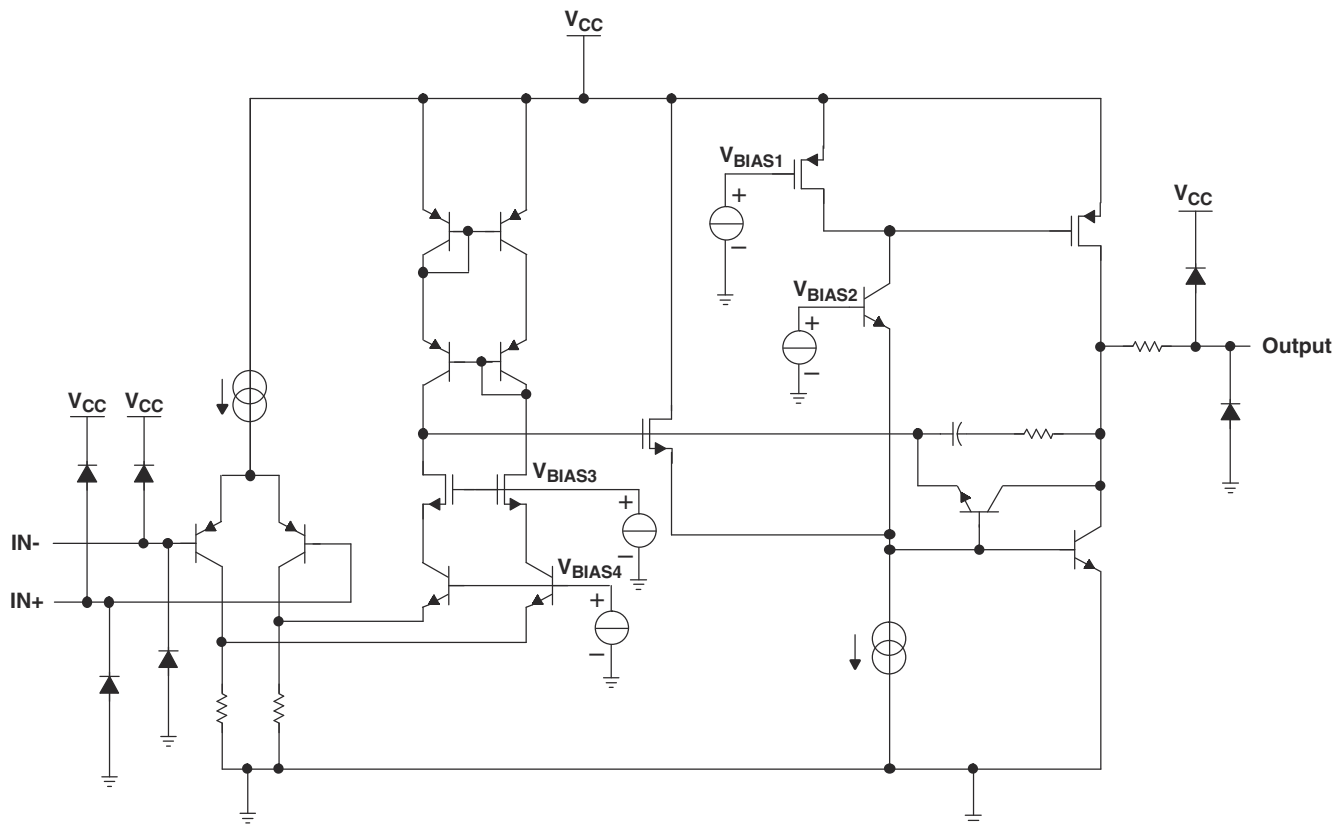 VCC
VBIAS1
+
−
VCC
VBIAS2
+
−
Output
VCC
VCC
VBIAS3
+
−
IN-
VBIAS4
+
−
IN+